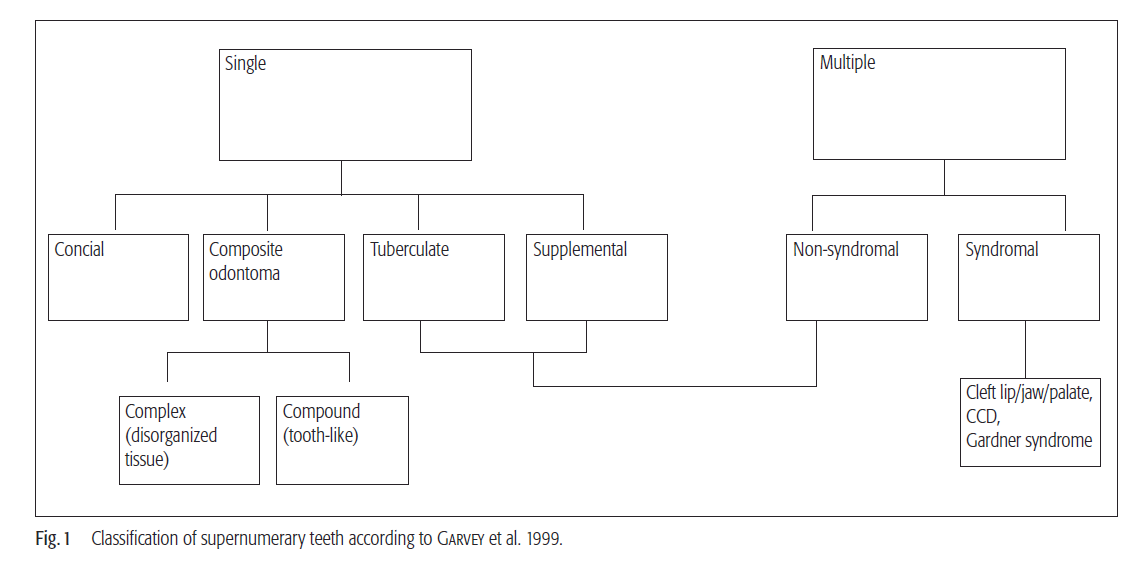 Single
Multiple
Concial
Composite
odontoma
Tuberculate
Supplemental
Non-syndromal
Syndromal
Complex
(disorganized
tissue)
Compound
(tooth-like)
Cleft lip/jaw/palate,
CCD,
Gardner syndrome
Fig. 1 Classification of supernumerary teeth according to GARVEY et al. 1999.